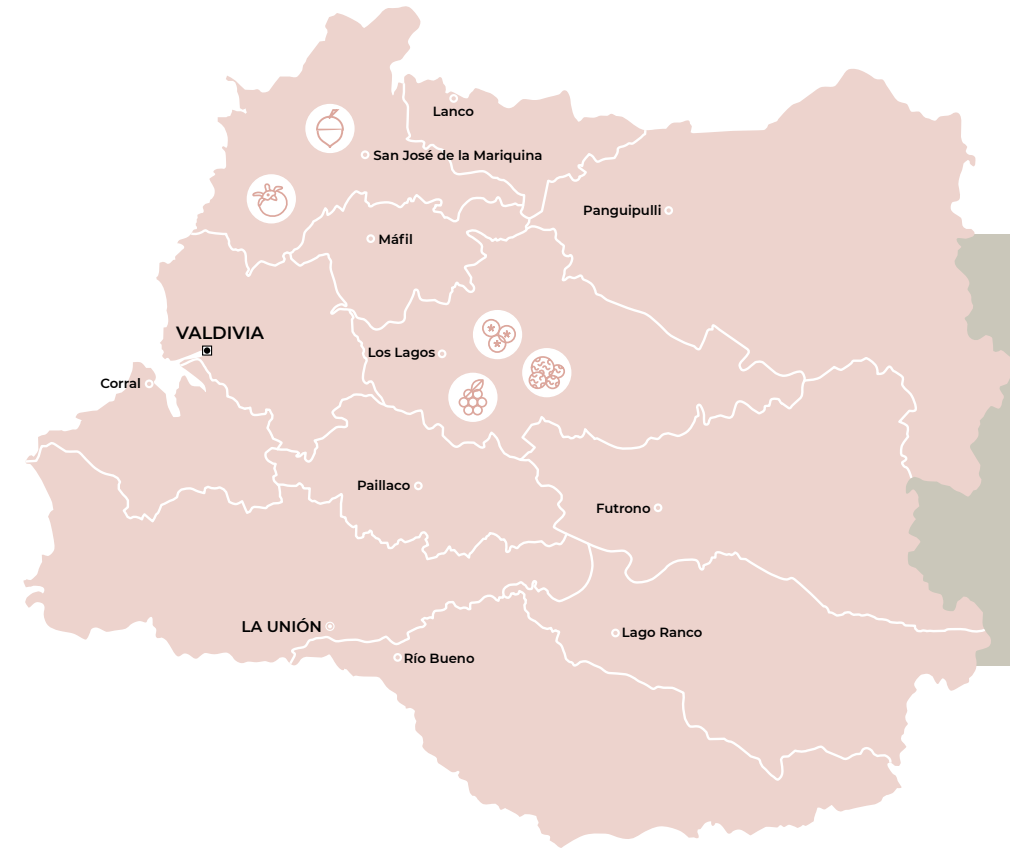 Lanco
San José de la Mariquina
Panguipulli
Máfil
VALDIVIA
Los Lagos
Corral
Paillaco
Futrono
LA UNIÓN
Lago Ranco
Río Bueno